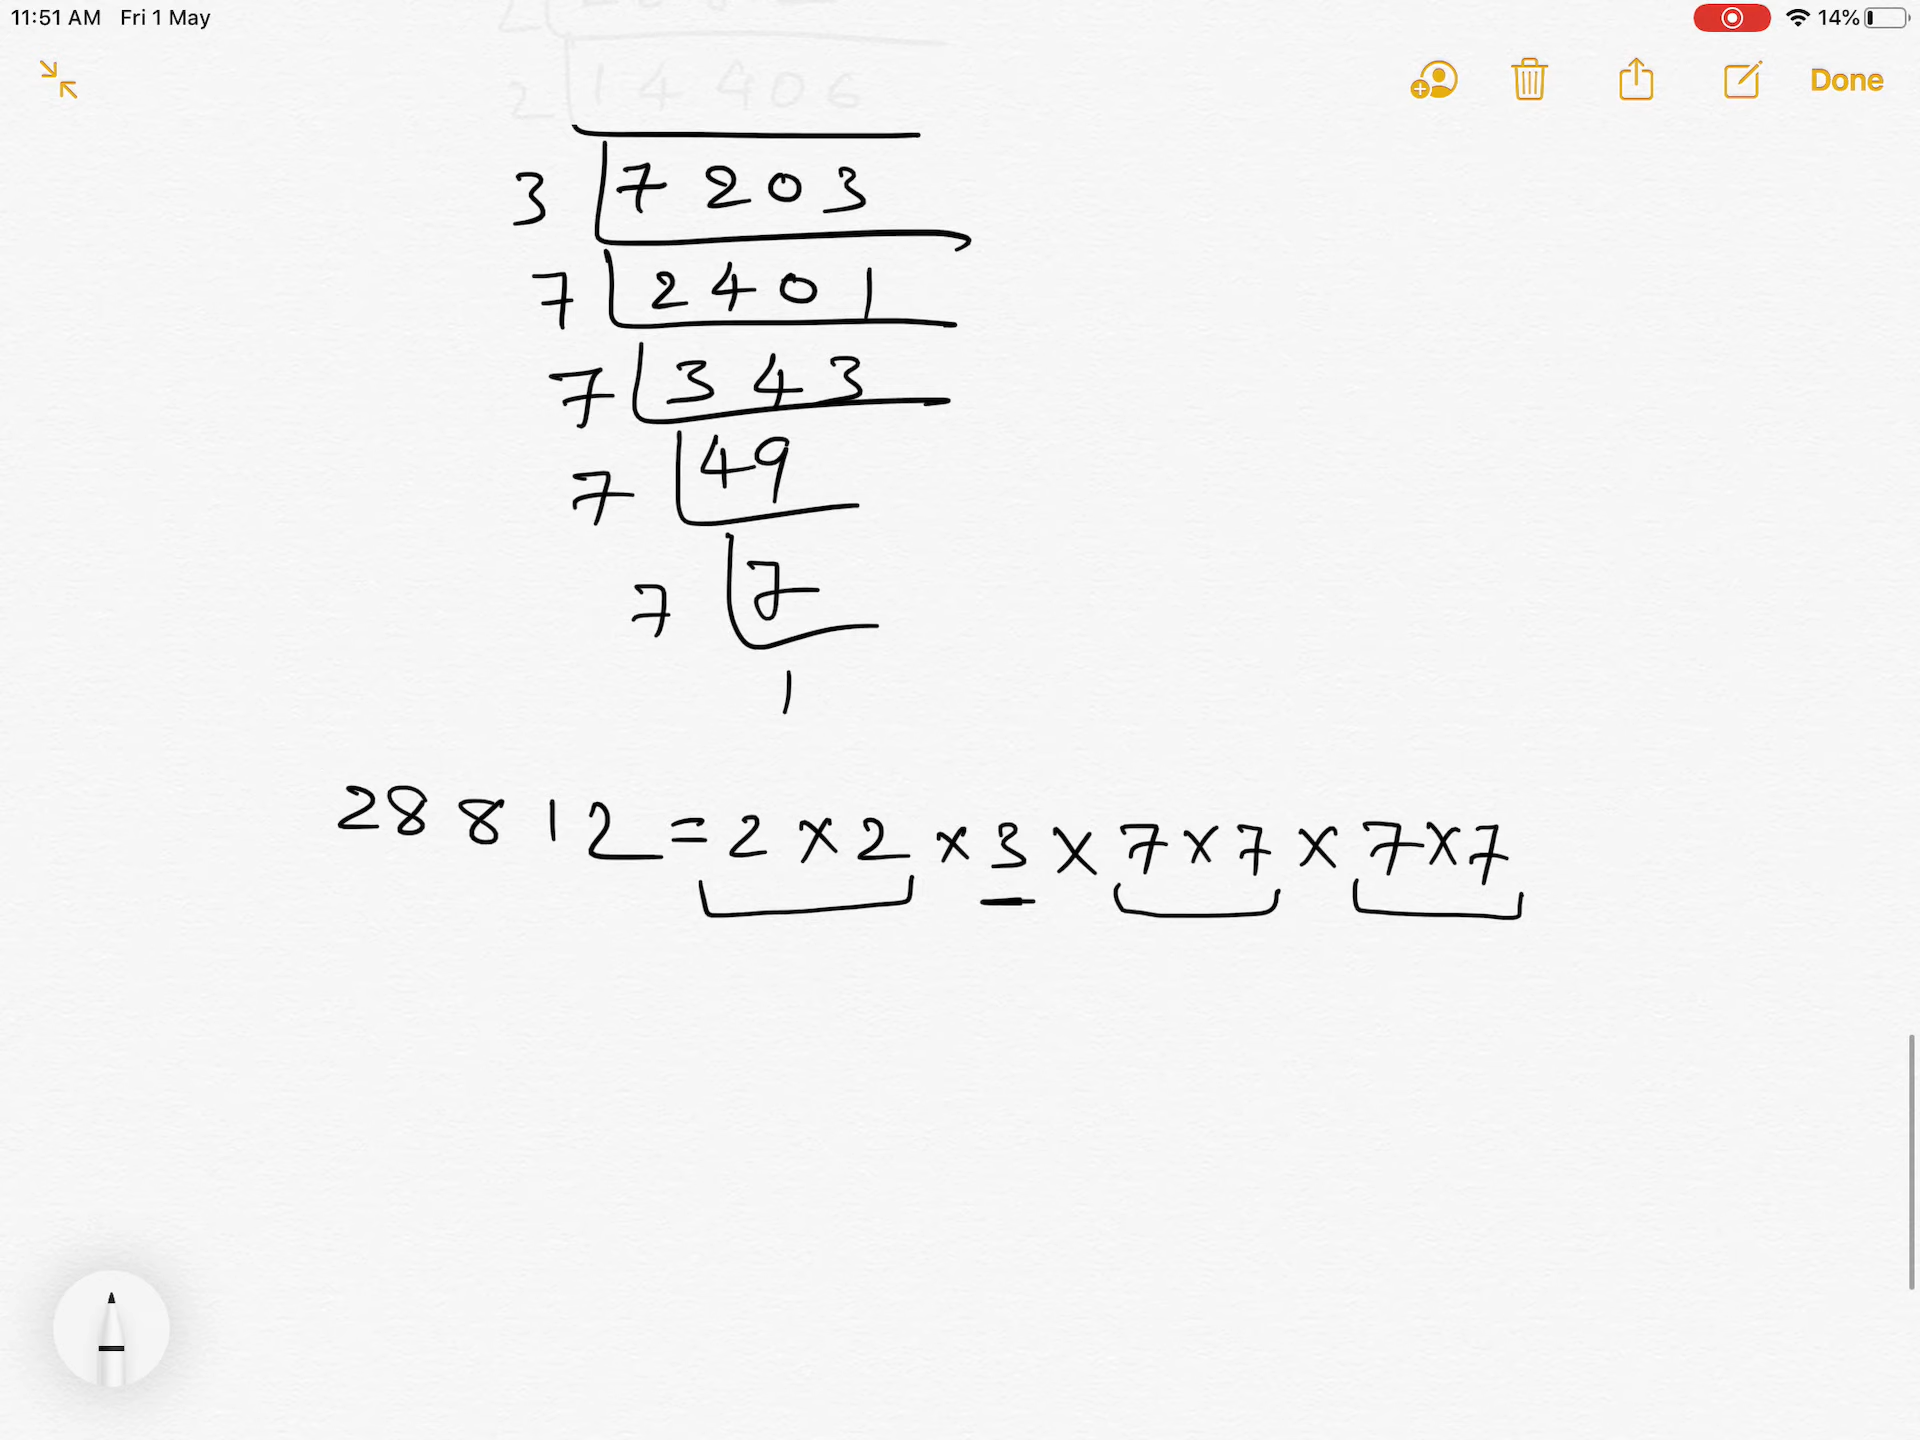 11:51 AM Fri 1 May
14%
Done
2 14406
3 7203
7 2401
7 343
7 49
7 7
1
28812 = 2 × 2 × 3 × 7 × 7 × 7 × 7